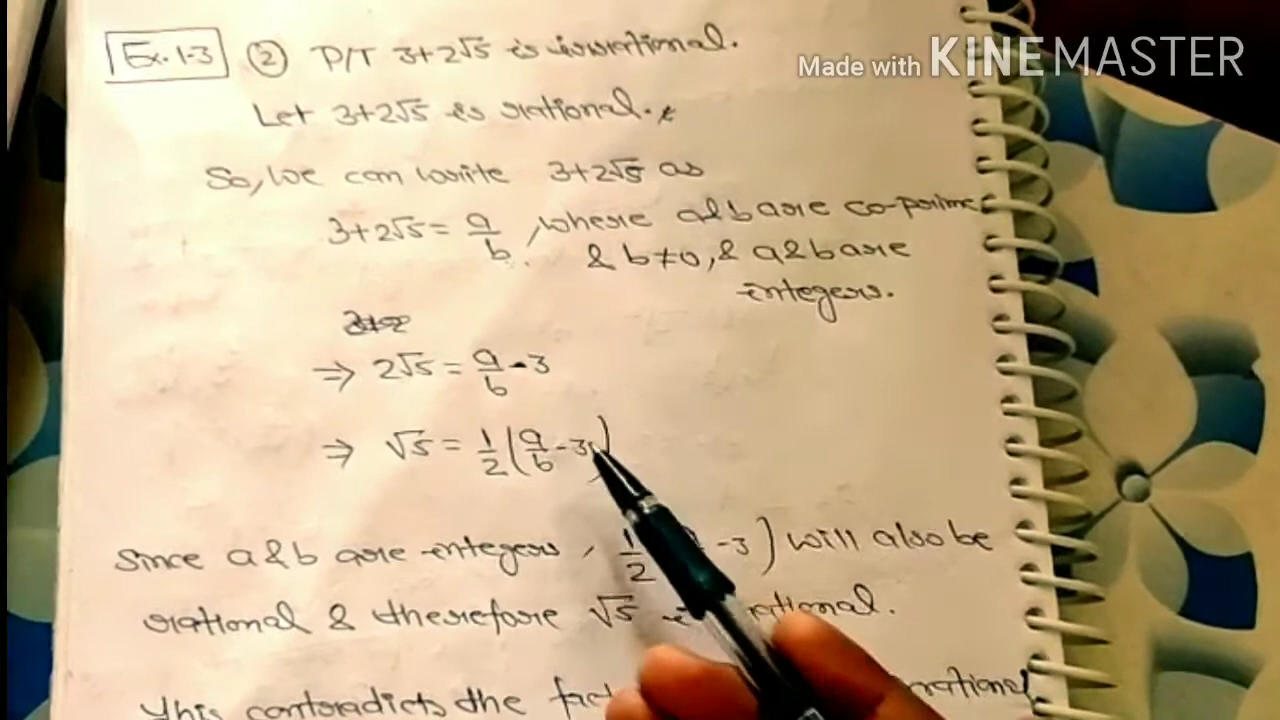 Made with KINEMASTER
Ex. 1.3 ② P/T 3+2√5 is irrational.
Let 3+2√5 is rational.
So, we can write 3+2√5 as
3+2√5 = a/b, where a & b are co-prime
& b≠0, & a & b are
integers.
⇒ 2√5 = a/b - 3
⇒ √5 = 1/2(a/b - 3)
Since a & b are integers, 1/2 -3) will also be
rational & therefore √5 rational.
This contradicts the fact